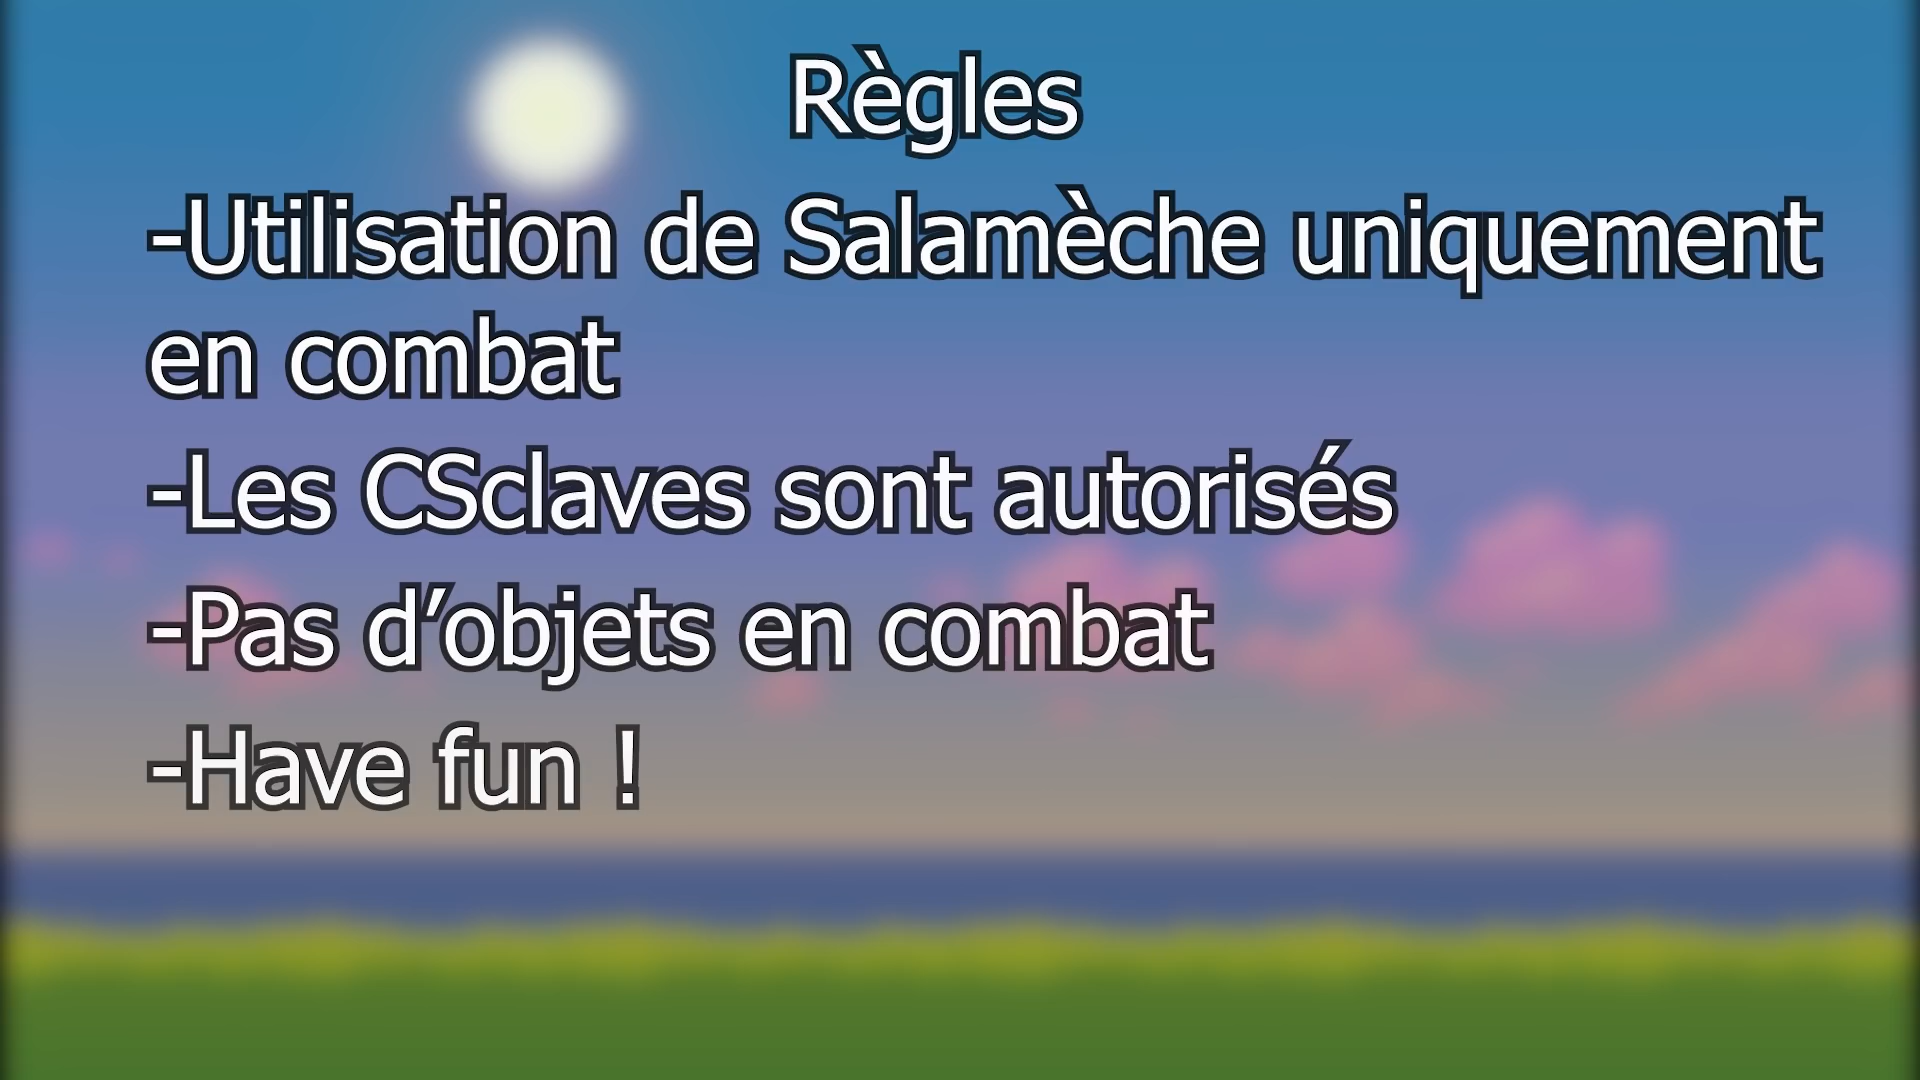 Règles
-Utilisation de Salamèche uniquement
en combat
-Les CSclaves sont autorisés
-Pas d’objets en combat
-Have fun !